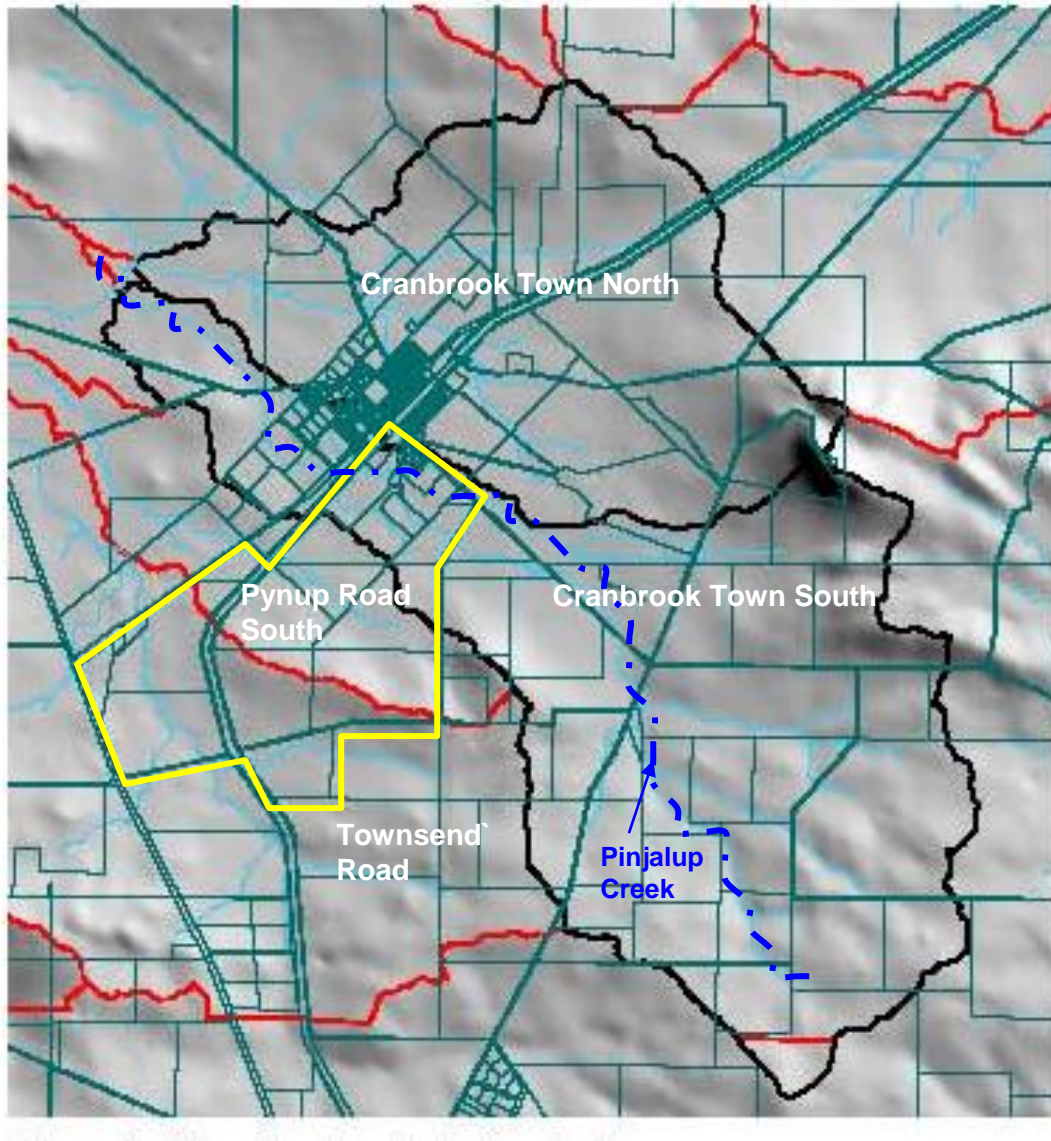 Cranbrook Town North
Pynup Road
South
Cranbrook Town South
Townsend`
Road
Pinjalup
Creek